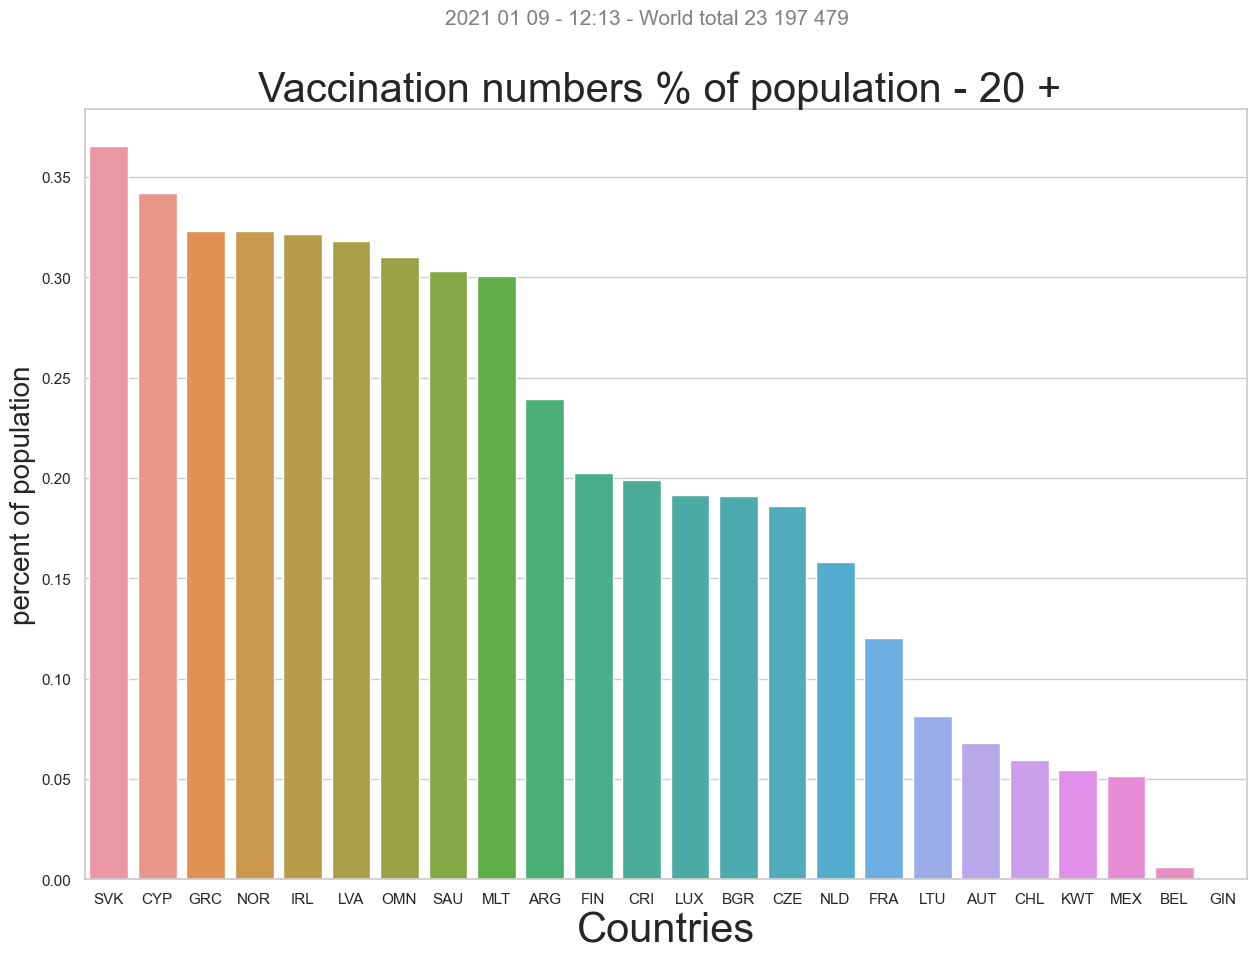 2021 01 09 - 12:13 - World total 23 197 479
Vaccination numbers % of population - 20 +
percent of population
0.35
0.30
0.25
0.20
0.15
0.10
0.05
0.00
SVK CYP GRC NOR IRL LVA OMN SAU MLT ARG FIN CRI LUX BGR CZE NLD FRA LTU AUT CHL KWT MEX BEL GIN
Countries